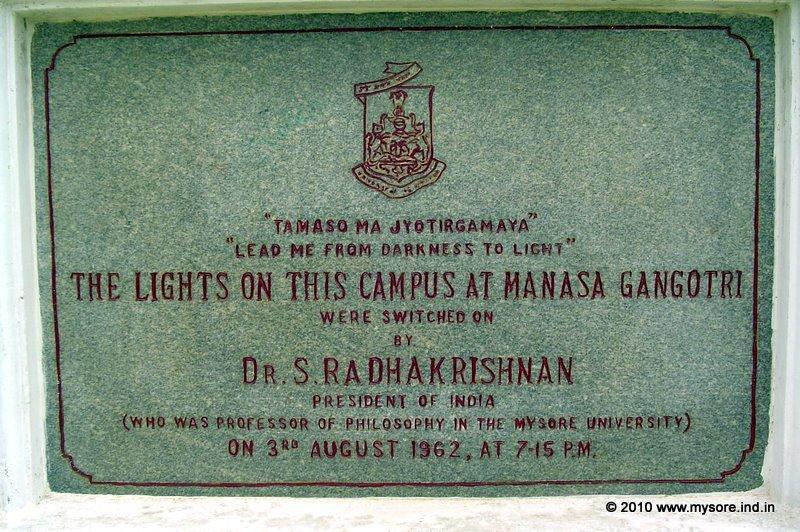 "TAMASO MA JYOTIRGAMAYA"
"LEAD ME FROM DARKNESS TO LIGHT"
THE LIGHTS ON THIS CAMPUS AT MANASA GANGOTRI
WERE SWITCHED ON
BY
DR. S. RADHAKRISHNAN
PRESIDENT OF INDIA
(WHO WAS PROFESSOR OF PHILOSOPHY IN THE MYSORE UNIVERSITY)
ON 3RD AUGUST 1962, AT 7-15 P.M.
© 2010 www.mysore.ind.in